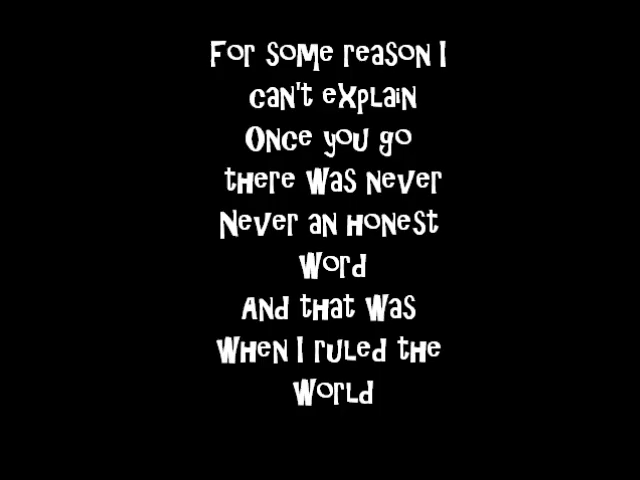 For some reason I
can't explain
Once you go
there was never
Never an honest
Word
And that was
When I ruled the
World